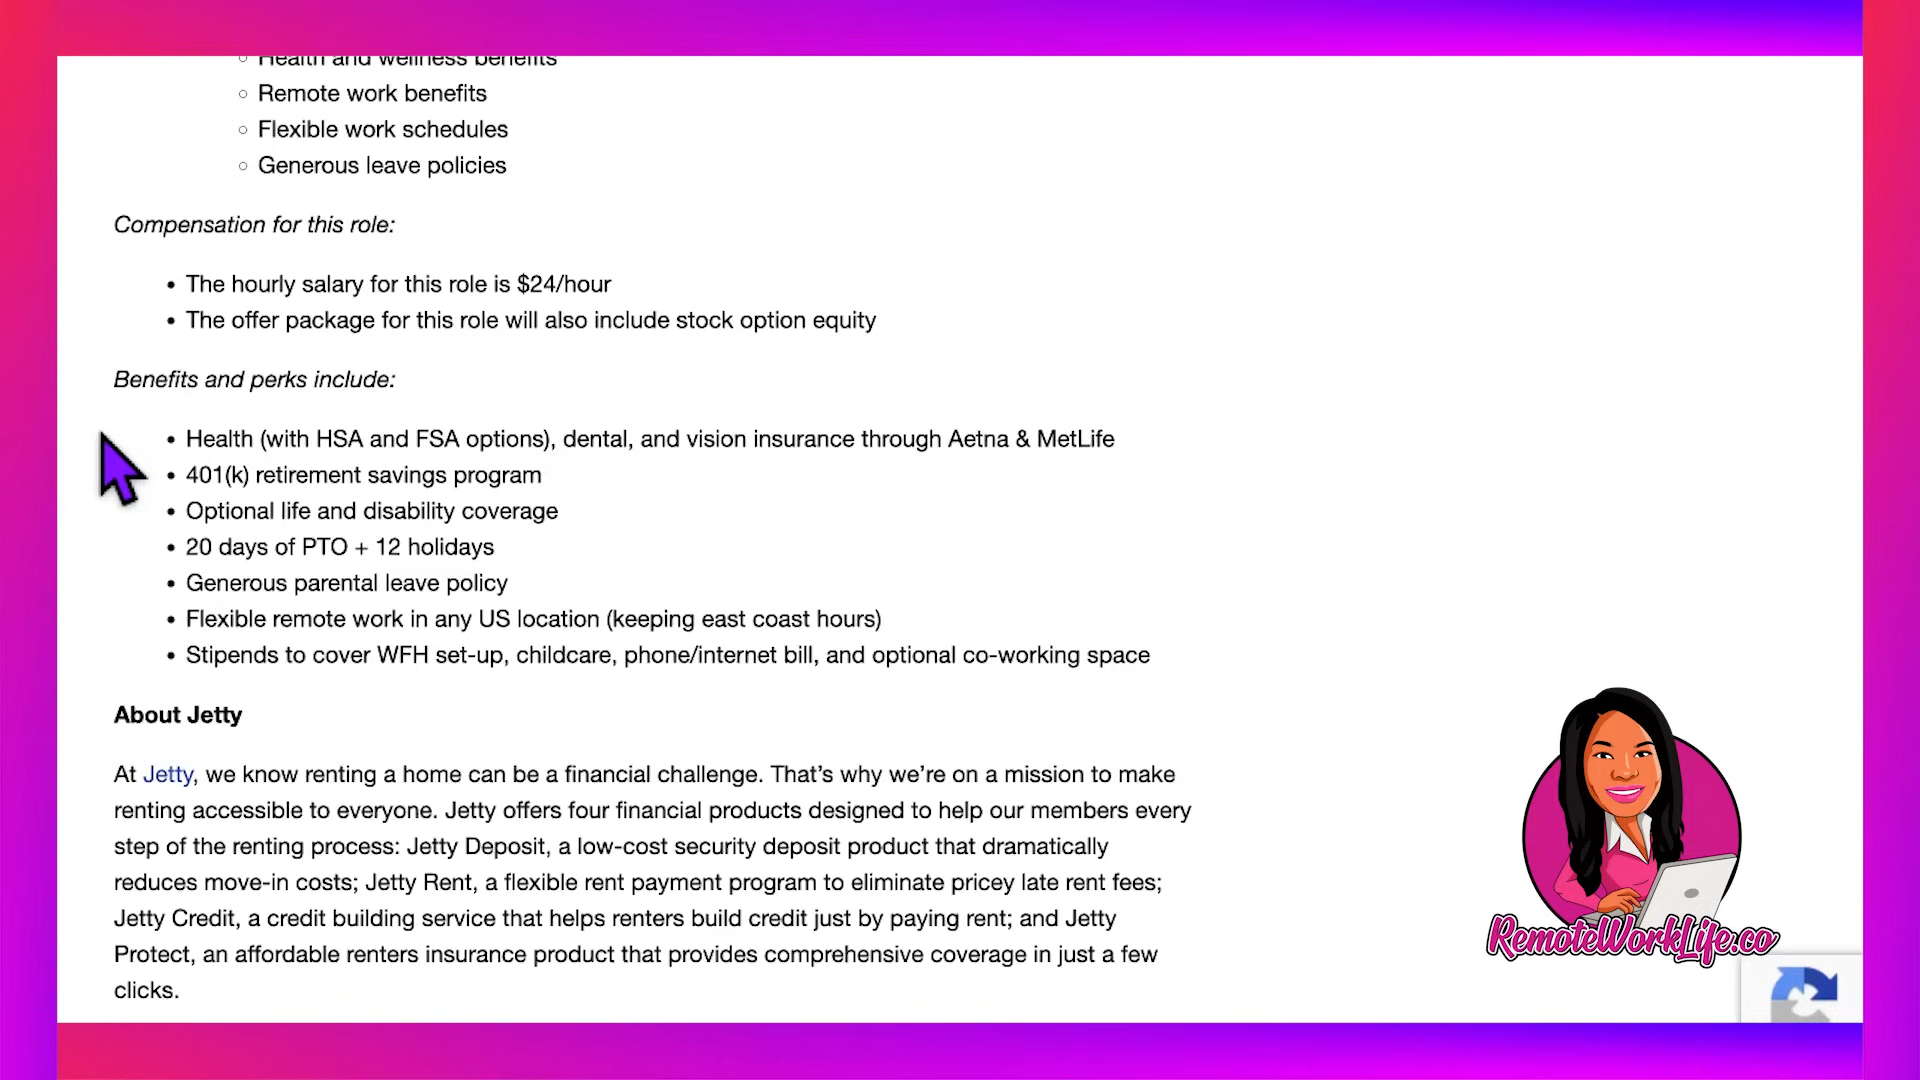 Health and wellness benefits
Remote work benefits
Flexible work schedules
Generous leave policies
Compensation for this role:
The hourly salary for this role is $24/hour
The offer package for this role will also include stock option equity
Benefits and perks include:
Health (with HSA and FSA options), dental, and vision insurance through Aetna & MetLife
401(k) retirement savings program
Optional life and disability coverage
20 days of PTO + 12 holidays
Generous parental leave policy
Flexible remote work in any US location (keeping east coast hours)
Stipends to cover WFH set-up, childcare, phone/internet bill, and optional co-working space
About Jetty
At Jetty, we know renting a home can be a financial challenge. That’s why we’re on a mission to make
renting accessible to everyone. Jetty offers four financial products designed to help our members every
step of the renting process: Jetty Deposit, a low-cost security deposit product that dramatically
reduces move-in costs; Jetty Rent, a flexible rent payment program to eliminate pricey late rent fees;
Jetty Credit, a credit building service that helps renters build credit just by paying rent; and Jetty
Protect, an affordable renters insurance product that provides comprehensive coverage in just a few
clicks.
RemoteWorkLife.co